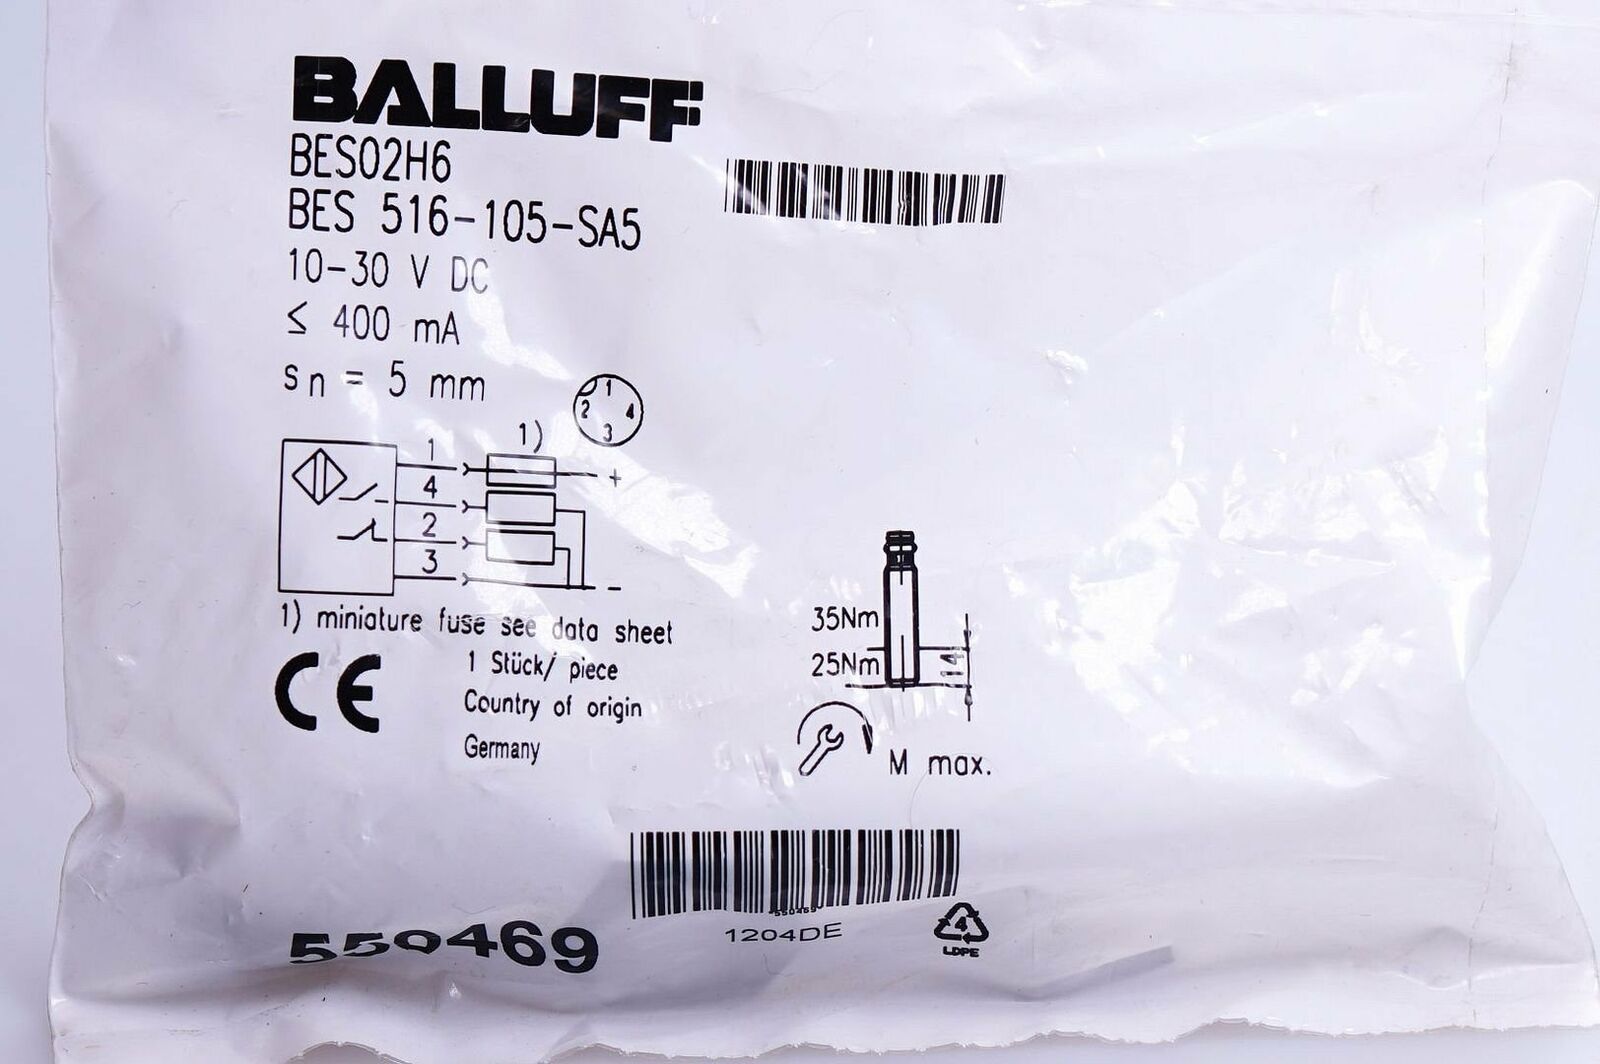 BALLUFF
BES02H6
BES 516-105-SA5
10-30 V DC
≤ 400 mA
sn = 5 mm
1
2 4
3
1)
1
+
4
2
3
-
1) miniature fuse see data sheet
1 Stück/ piece
Country of origin
Germany
CE
35Nm
25Nm
14
M max.
550469
550469
1204DE
4
LDPE